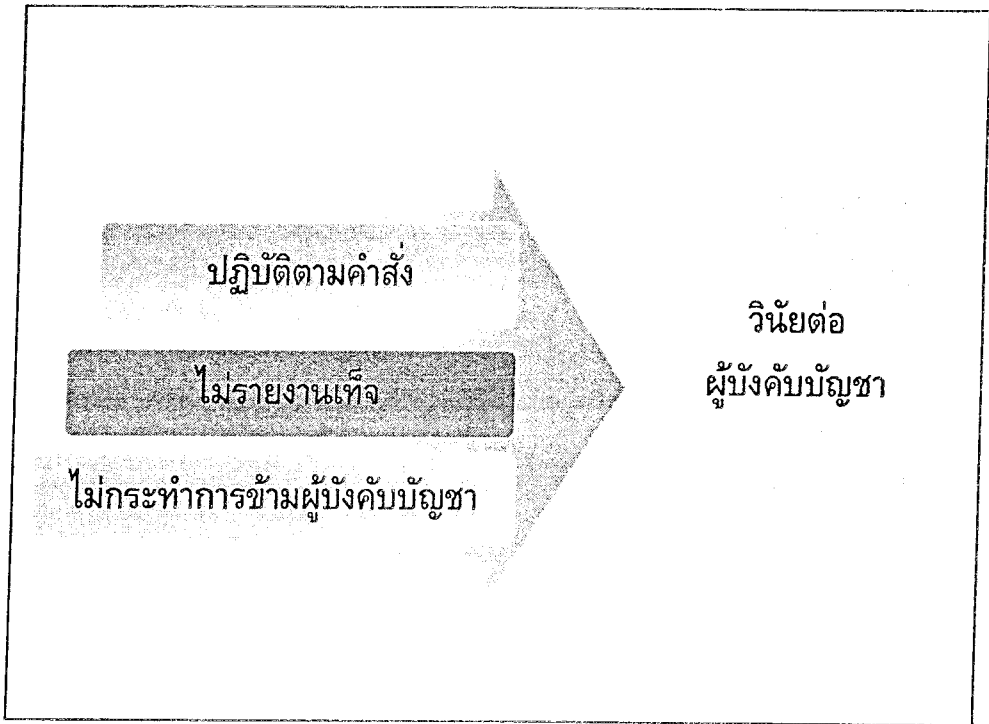 ปฏิบัติตามคำสั่ง
ไม่รายงานเท็จ
ไม่กระทำการข้ามผู้บังคับบัญชา
วินัยต่อ
ผู้บังคับบัญชา